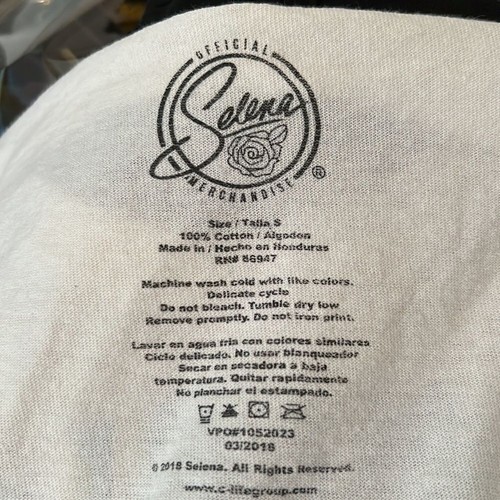 OFFICIAL
Selena
MERCHANDISE
®
Size / Talla S
100% Cotton / Algodon
Made in / Hecho en Honduras
RN# 86947
Machine wash cold with like colors.
Delicate cycle
Do not bleach. Tumble dry low
Remove promptly. Do not iron print.
Lavar en agua fria con colores similares
Ciclo delicado. No usar blanqueador
Secar en secadora a baja
temperatura. Quitar rapidamente
No planchar el estampado.
VPO#1052023
03/2018
© 2018 Selena. All Rights Reserved.
www.c-lifegroup.com